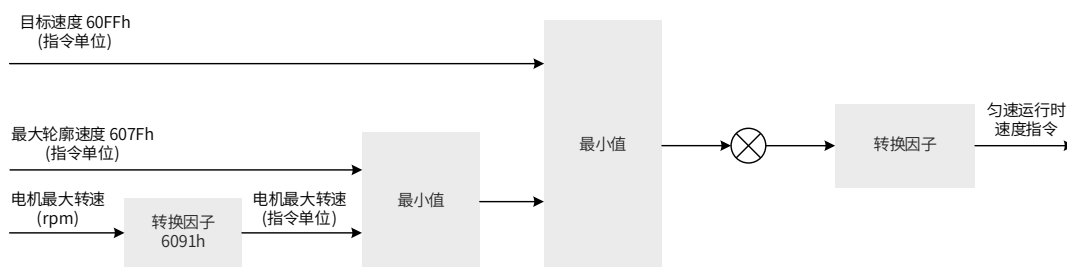 目标速度 60FFh
(指令单位)
最大轮廓速度 607Fh
(指令单位)
电机最大转速
(rpm)
转换因子
6091h
电机最大转速
(指令单位)
最小值
最小值
转换因子
匀速运行时
速度指令